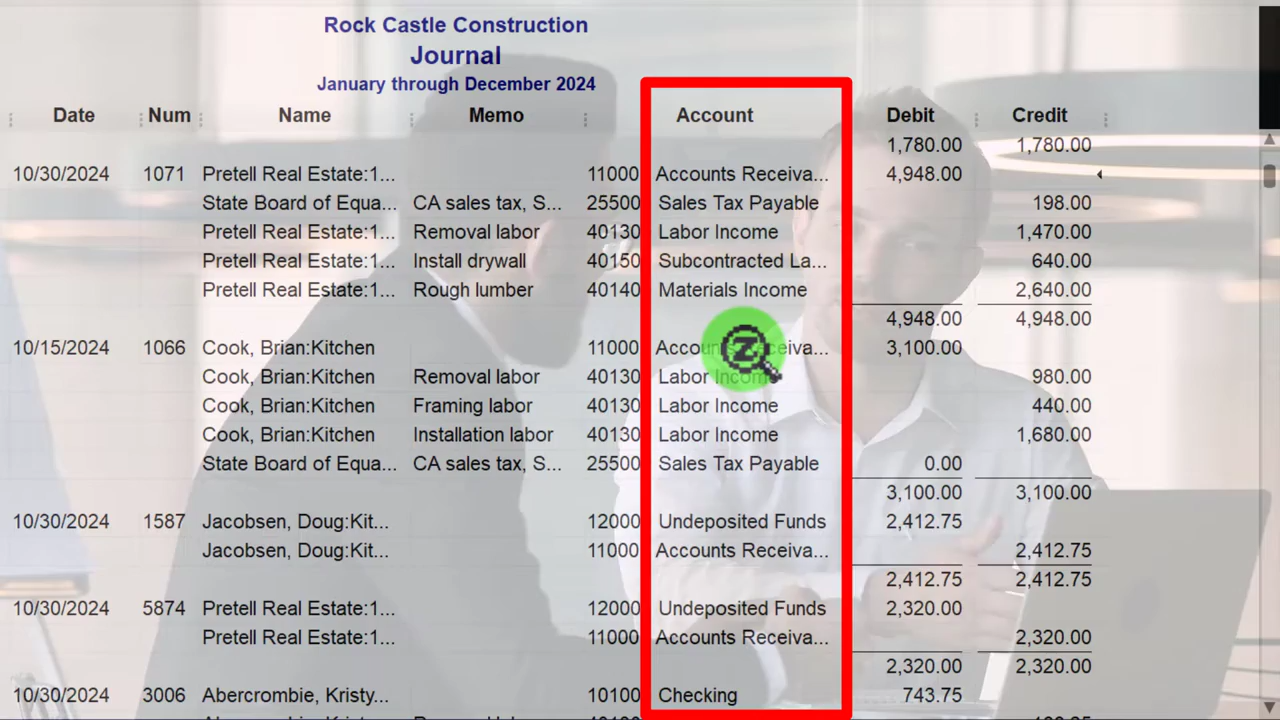 Rock Castle Construction
Journal
January through December 2024
Date Num Name Memo Account Debit Credit
1,780.00 1,780.00
10/30/2024 1071 Pretell Real Estate:1... 11000 Accounts Receiva... 4,948.00
State Board of Equa... CA sales tax, S... 25500 Sales Tax Payable 198.00
Pretell Real Estate:1... Removal labor 40130 Labor Income 1,470.00
Pretell Real Estate:1... Install drywall 40150 Subcontracted La... 640.00
Pretell Real Estate:1... Rough lumber 40140 Materials Income 2,640.00
4,948.00 4,948.00
10/15/2024 1066 Cook, Brian:Kitchen 11000 Accounts Receiva... 3,100.00
Cook, Brian:Kitchen Removal labor 40130 Labor Income 980.00
Cook, Brian:Kitchen Framing labor 40130 Labor Income 440.00
Cook, Brian:Kitchen Installation labor 40130 Labor Income 1,680.00
State Board of Equa... CA sales tax, S... 25500 Sales Tax Payable 0.00
3,100.00 3,100.00
10/30/2024 1587 Jacobsen, Doug:Kit... 12000 Undeposited Funds 2,412.75
Jacobsen, Doug:Kit... 11000 Accounts Receiva... 2,412.75
2,412.75 2,412.75
10/30/2024 5874 Pretell Real Estate:1... 12000 Undeposited Funds 2,320.00
Pretell Real Estate:1... 11000 Accounts Receiva... 2,320.00
2,320.00 2,320.00
10/30/2024 3006 Abercrombie, Kristy... 10100 Checking 743.75